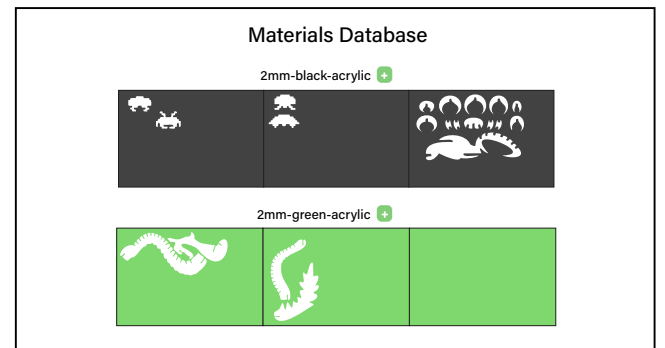 Materials Database
2mm-black-acrylic +
2mm-green-acrylic +